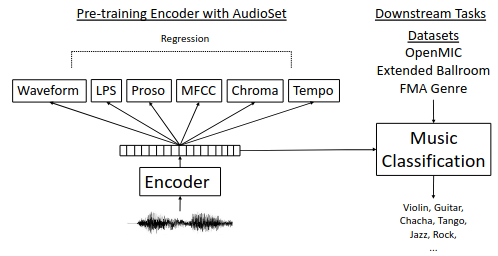 Pre-training Encoder with AudioSet
Regression
Waveform
LPS
Proso
MFCC
Chroma
Tempo
Encoder
Downstream Tasks
Datasets
OpenMIC
Extended Ballroom
FMA Genre
Music
Classification
Violin, Guitar,
Chacha, Tango,
Jazz, Rock,
...